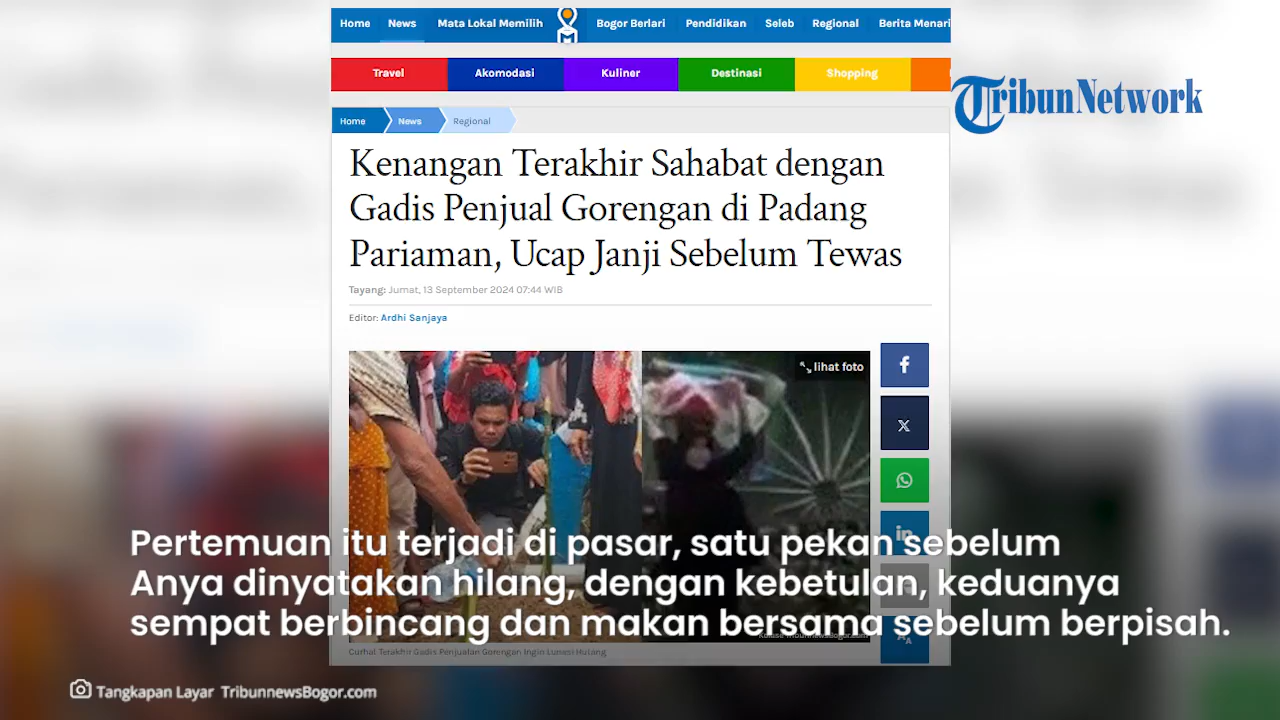 Home News Mata Lokal Memilih Bogor Berlari Pendidikan Seleb Regional Berita Menari
Travel Akomodasi Kuliner Destinasi Shopping
TribunNetwork
Home News Regional
Kenangan Terakhir Sahabat dengan
Gadis Penjual Gorengan di Padang
Pariaman, Ucap Janji Sebelum Tewas
Tayang: Jumat, 13 September 2024 07:44 WIB
Editor: Ardhi Sanjaya
lihat foto
Pertemuan itu terjadi di pasar, satu pekan sebelum
Anya dinyatakan hilang, dengan kebetulan, keduanya
sempat berbincang dan makan bersama sebelum berpisah.
Kolase TribunnewsBogor.com
Curhat Terakhir Gadis Penjualan Gorengan Ingin Lunasi Hutang
Tangkapan Layar TribunnewsBogor.com